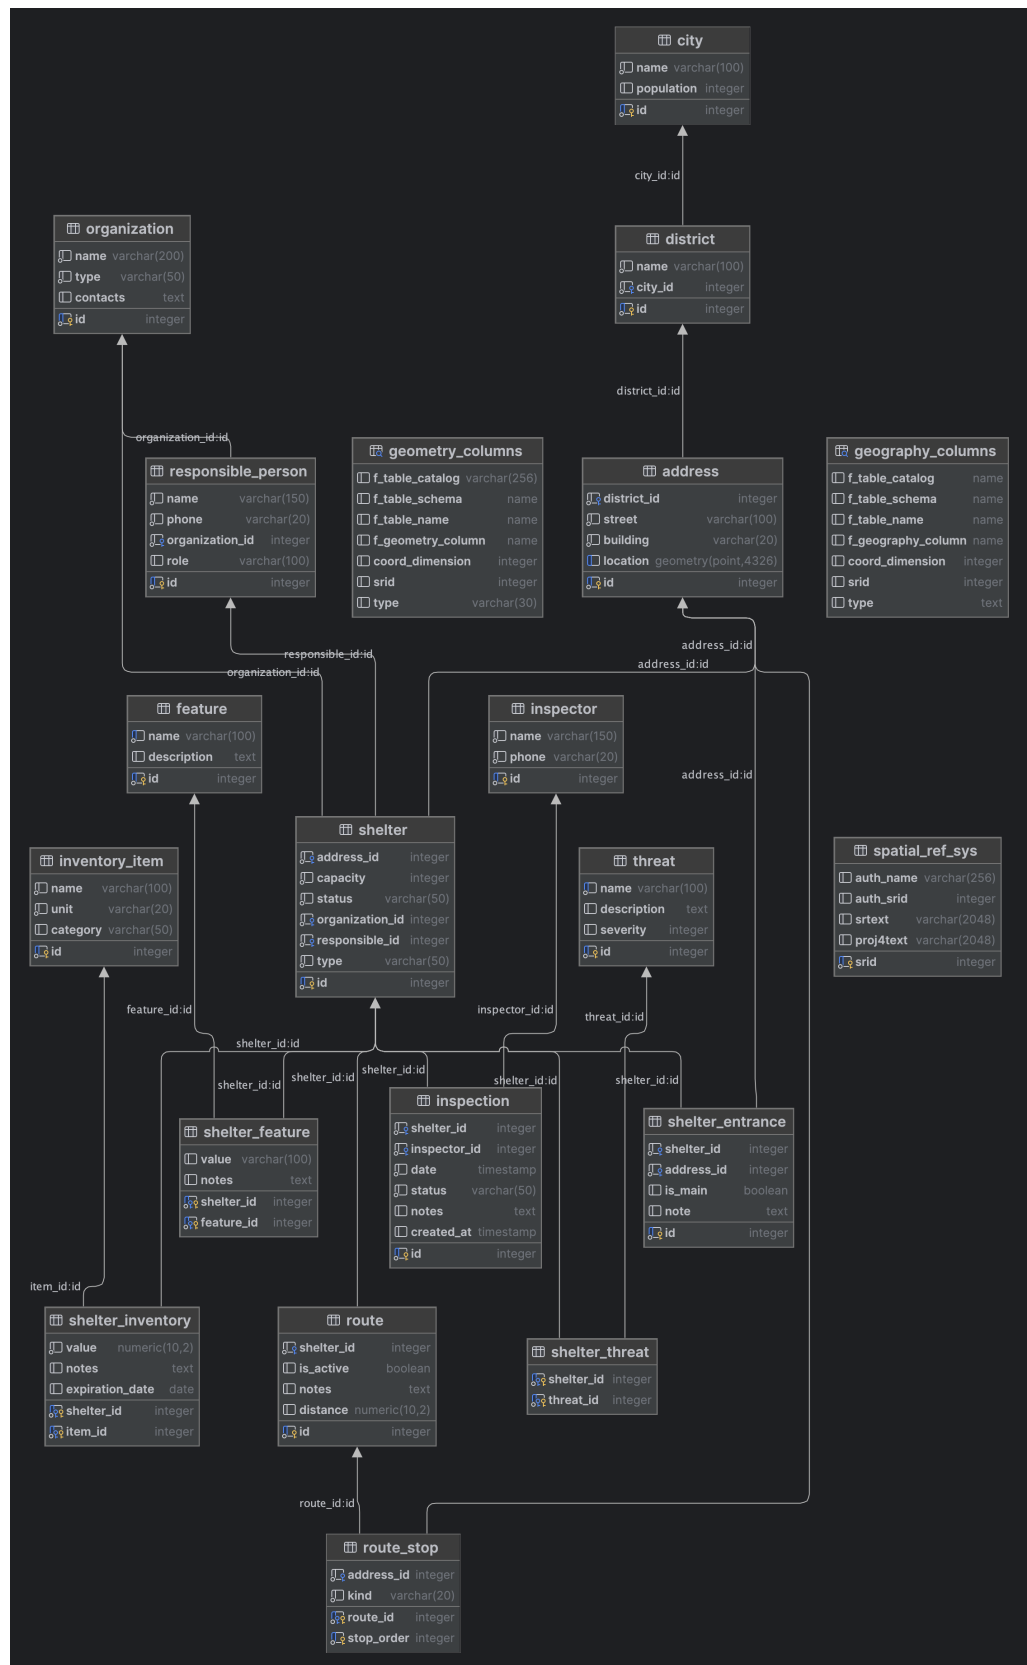 city
name varchar(100)
population integer
id integer
city_id:id
organization
name varchar(200)
type varchar(50)
contacts text
id integer
district
name varchar(100)
city_id integer
id integer
district_id:id
organization_id:id
responsible_person
name varchar(150)
phone varchar(20)
organization_id integer
role varchar(100)
id integer
geometry_columns
f_table_catalog varchar(256)
f_table_schema name
f_table_name name
f_geometry_column name
coord_dimension integer
srid integer
type varchar(30)
address
district_id integer
street varchar(100)
building varchar(20)
location geometry(point,4326)
id integer
geography_columns
f_table_catalog name
f_table_schema name
f_table_name name
f_geography_column name
coord_dimension integer
srid integer
type text
responsible_id:id
organization_id:id
address_id:id
address_id:id
feature
name varchar(100)
description text
id integer
inspector
name varchar(150)
phone varchar(20)
id integer
address_id:id
shelter
address_id integer
capacity integer
status varchar(50)
organization_id integer
responsible_id integer
type varchar(50)
id integer
inventory_item
name varchar(100)
unit varchar(20)
category varchar(50)
id integer
threat
name varchar(100)
description text
severity integer
id integer
spatial_ref_sys
auth_name varchar(256)
auth_srid integer
srtext varchar(2048)
proj4text varchar(2048)
srid integer
feature_id:id
inspector_id:id
threat_id:id
shelter_id:id
shelter_id:id
shelter_id:id
shelter_id:id
shelter_id:id
shelter_id:id
shelter_feature
value varchar(100)
notes text
shelter_id integer
feature_id integer
inspection
shelter_id integer
inspector_id integer
date timestamp
status varchar(50)
notes text
created_at timestamp
id integer
shelter_entrance
shelter_id integer
address_id integer
is_main boolean
note text
id integer
item_id:id
shelter_inventory
value numeric(10,2)
notes text
expiration_date date
shelter_id integer
item_id integer
route
shelter_id integer
is_active boolean
notes text
distance numeric(10,2)
id integer
shelter_threat
shelter_id integer
threat_id integer
route_id:id
route_stop
address_id integer
kind varchar(20)
route_id integer
stop_order integer